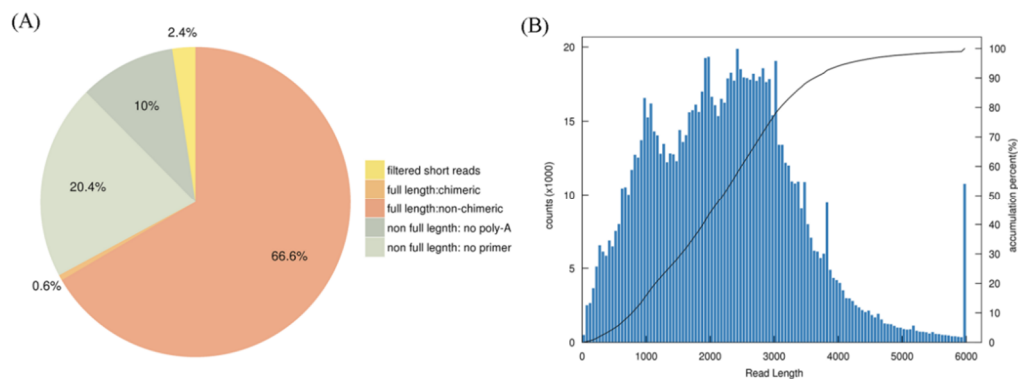 (A)
2.4%
10%
20.4%
0.6%
66.6%
filtered short reads
full length:chimeric
full length:non-chimeric
non full legnth: no poly-A
non full legnth: no primer
(B)
counts (x1000)
20
15
10
5
0
0 1000 2000 3000 4000 5000 6000
Read Length
100
90
80
70
60
50
40
30
20
10
0
accumulation percent(%)